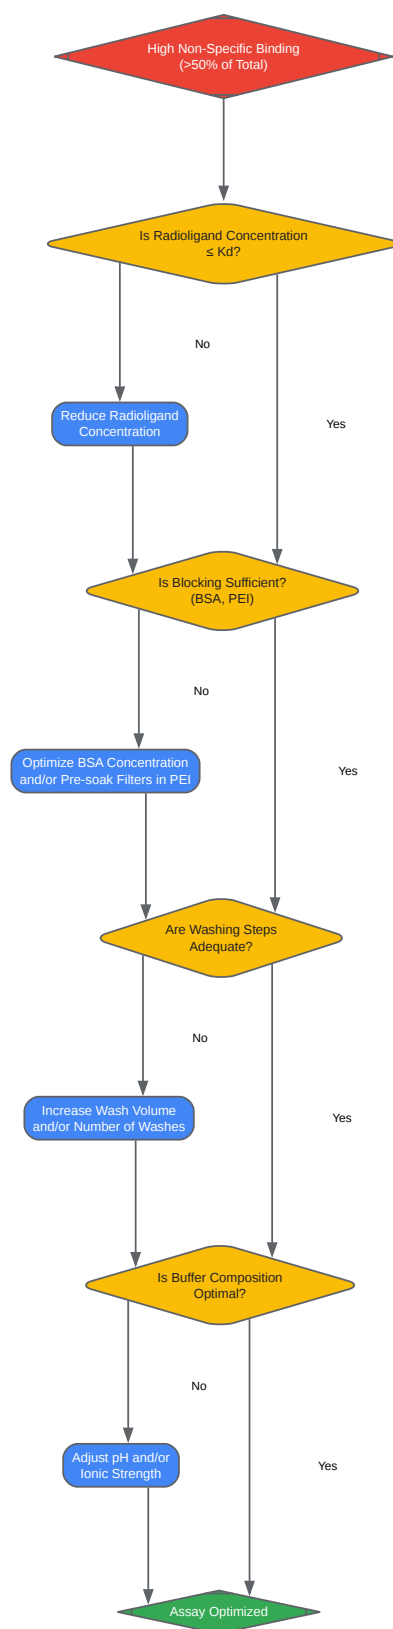 High Non-Specific Binding
(>50% of Total)
Is Radioligand Concentration
≤ Kd?
No
Reduce Radioligand
Concentration
Yes
Is Blocking Sufficient?
(BSA, PEI)
No
Optimize BSA Concentration
and/or Pre-soak Filters in PEI
Yes
Are Washing Steps
Adequate?
No
Increase Wash Volume
and/or Number of Washes
Yes
Is Buffer Composition
Optimal?
No
Adjust pH and/or
Ionic Strength
Yes
Assay Optimized